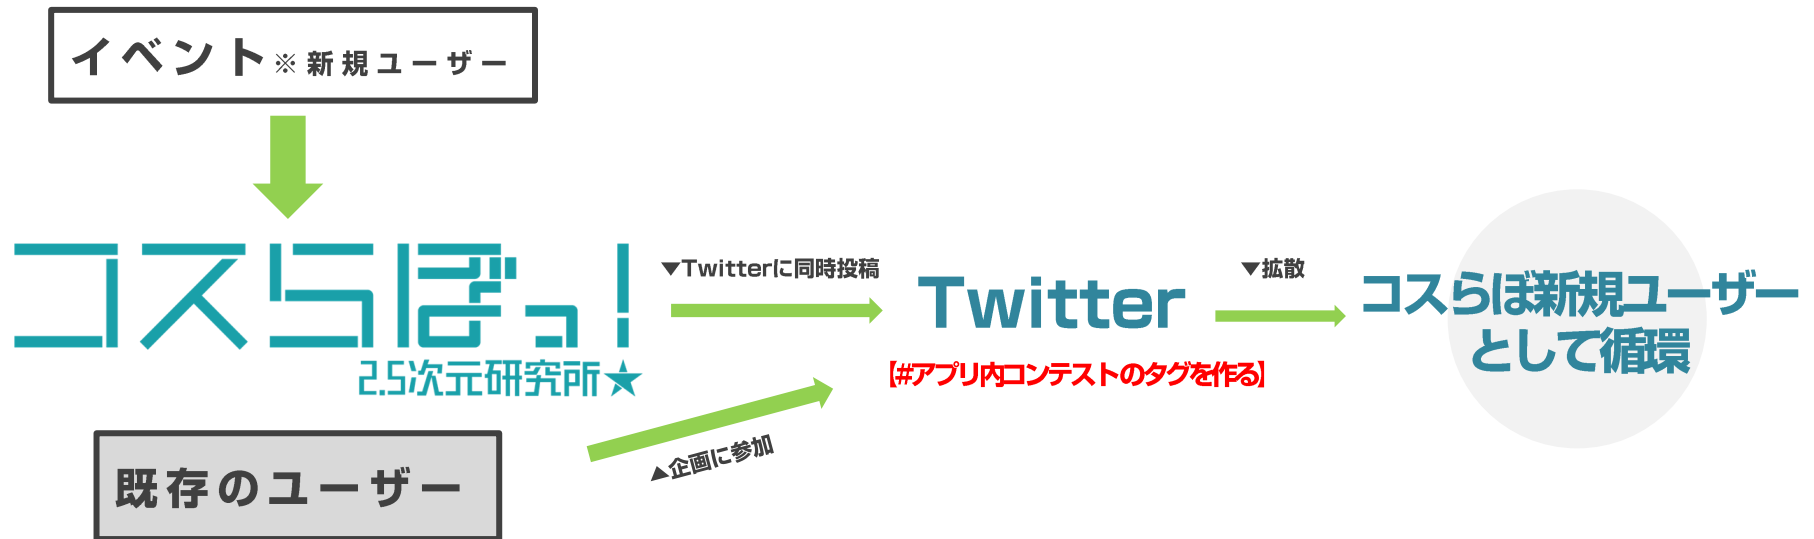 イベント※新規ユーザー
コスらぼっ!
2.5次元研究所★
▼Twitterに同時投稿
Twitter
【#アプリ内コンテストのタグを作る】
▼拡散
コスらぼ新規ユーザー
として循環
▲企画に参加
既存のユーザー